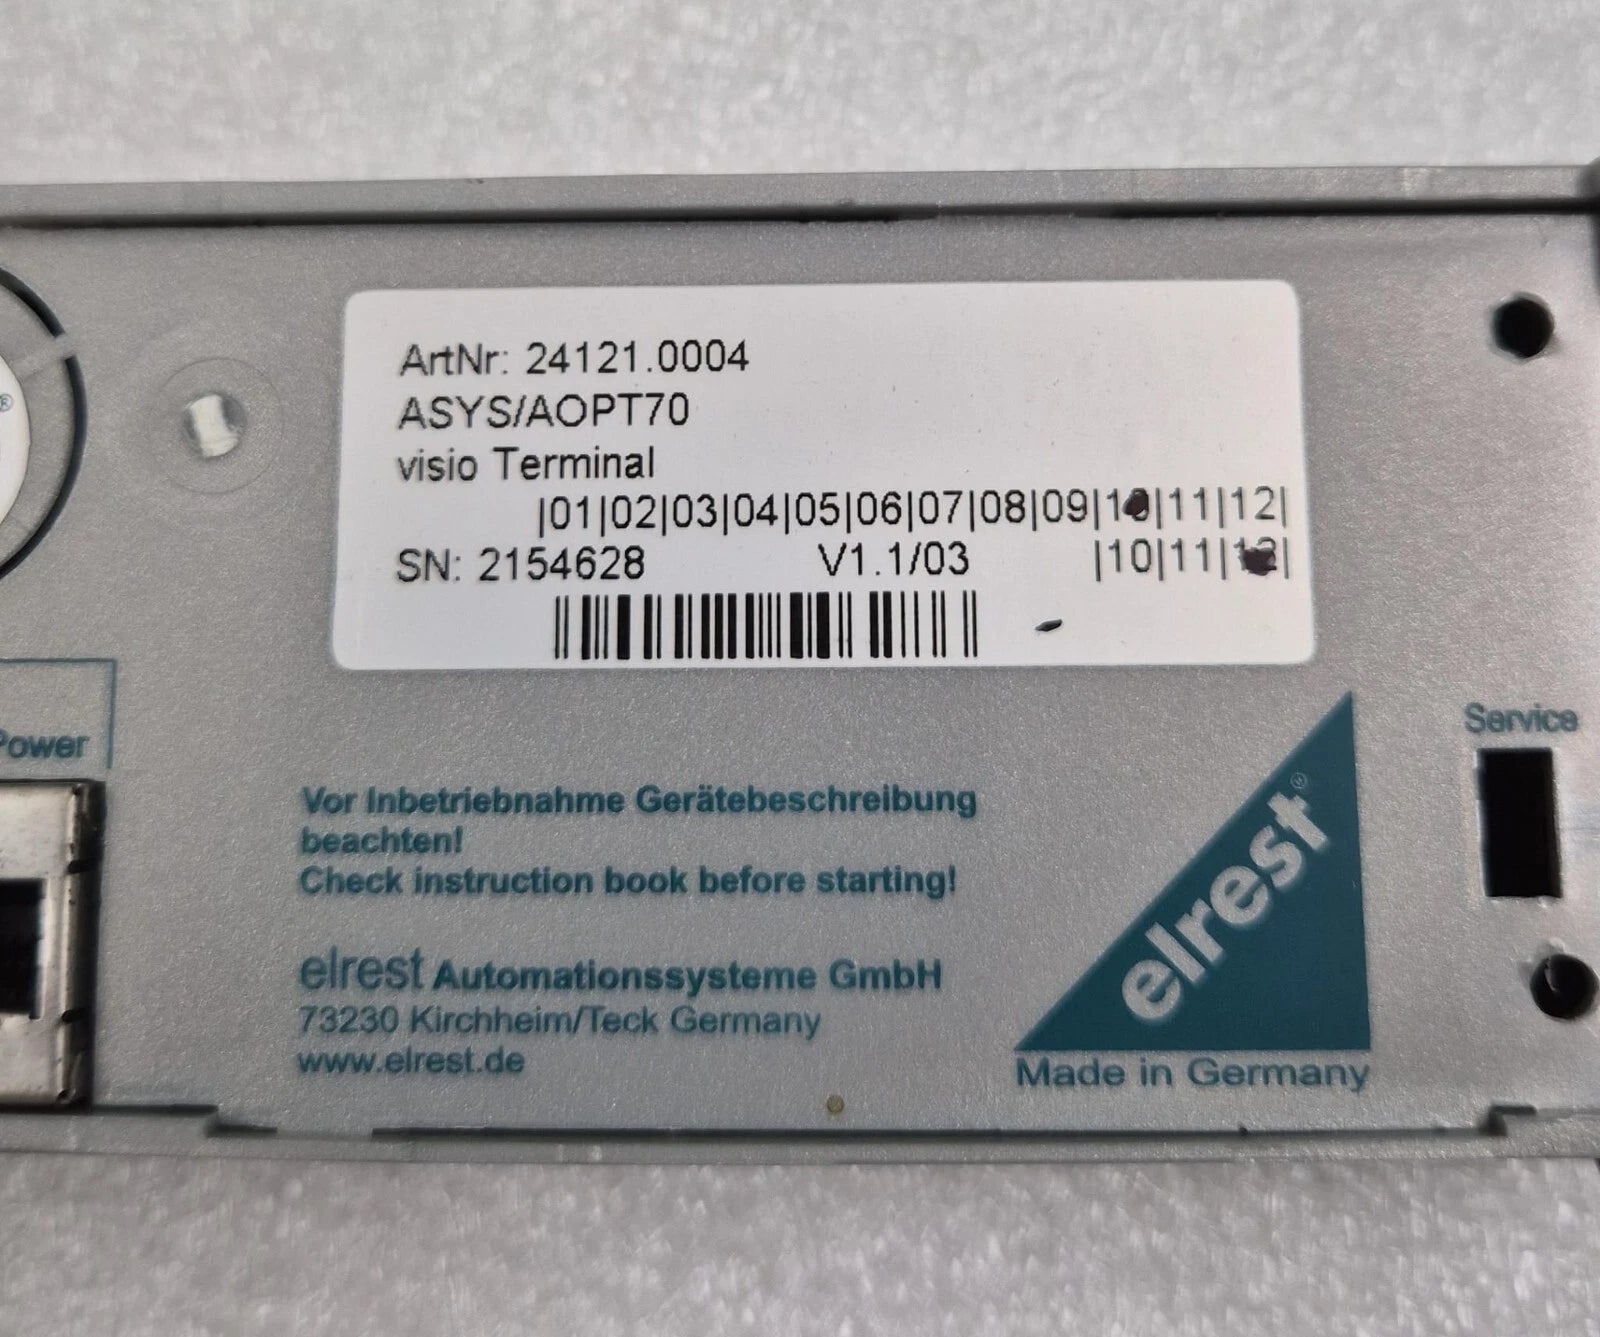 ArtNr: 24121.0004
ASYS/AOPT70
visio Terminal
|01|02|03|04|05|06|07|08|09|10|11|12|
SN: 2154628 V1.1/03 |10|11|12|
®
Power
Service
Vor Inbetriebnahme Gerätebeschreibung
beachten!
Check instruction book before starting!
elrest Automationssysteme GmbH
73230 Kirchheim/Teck Germany
www.elrest.de
elrest®
Made in Germany